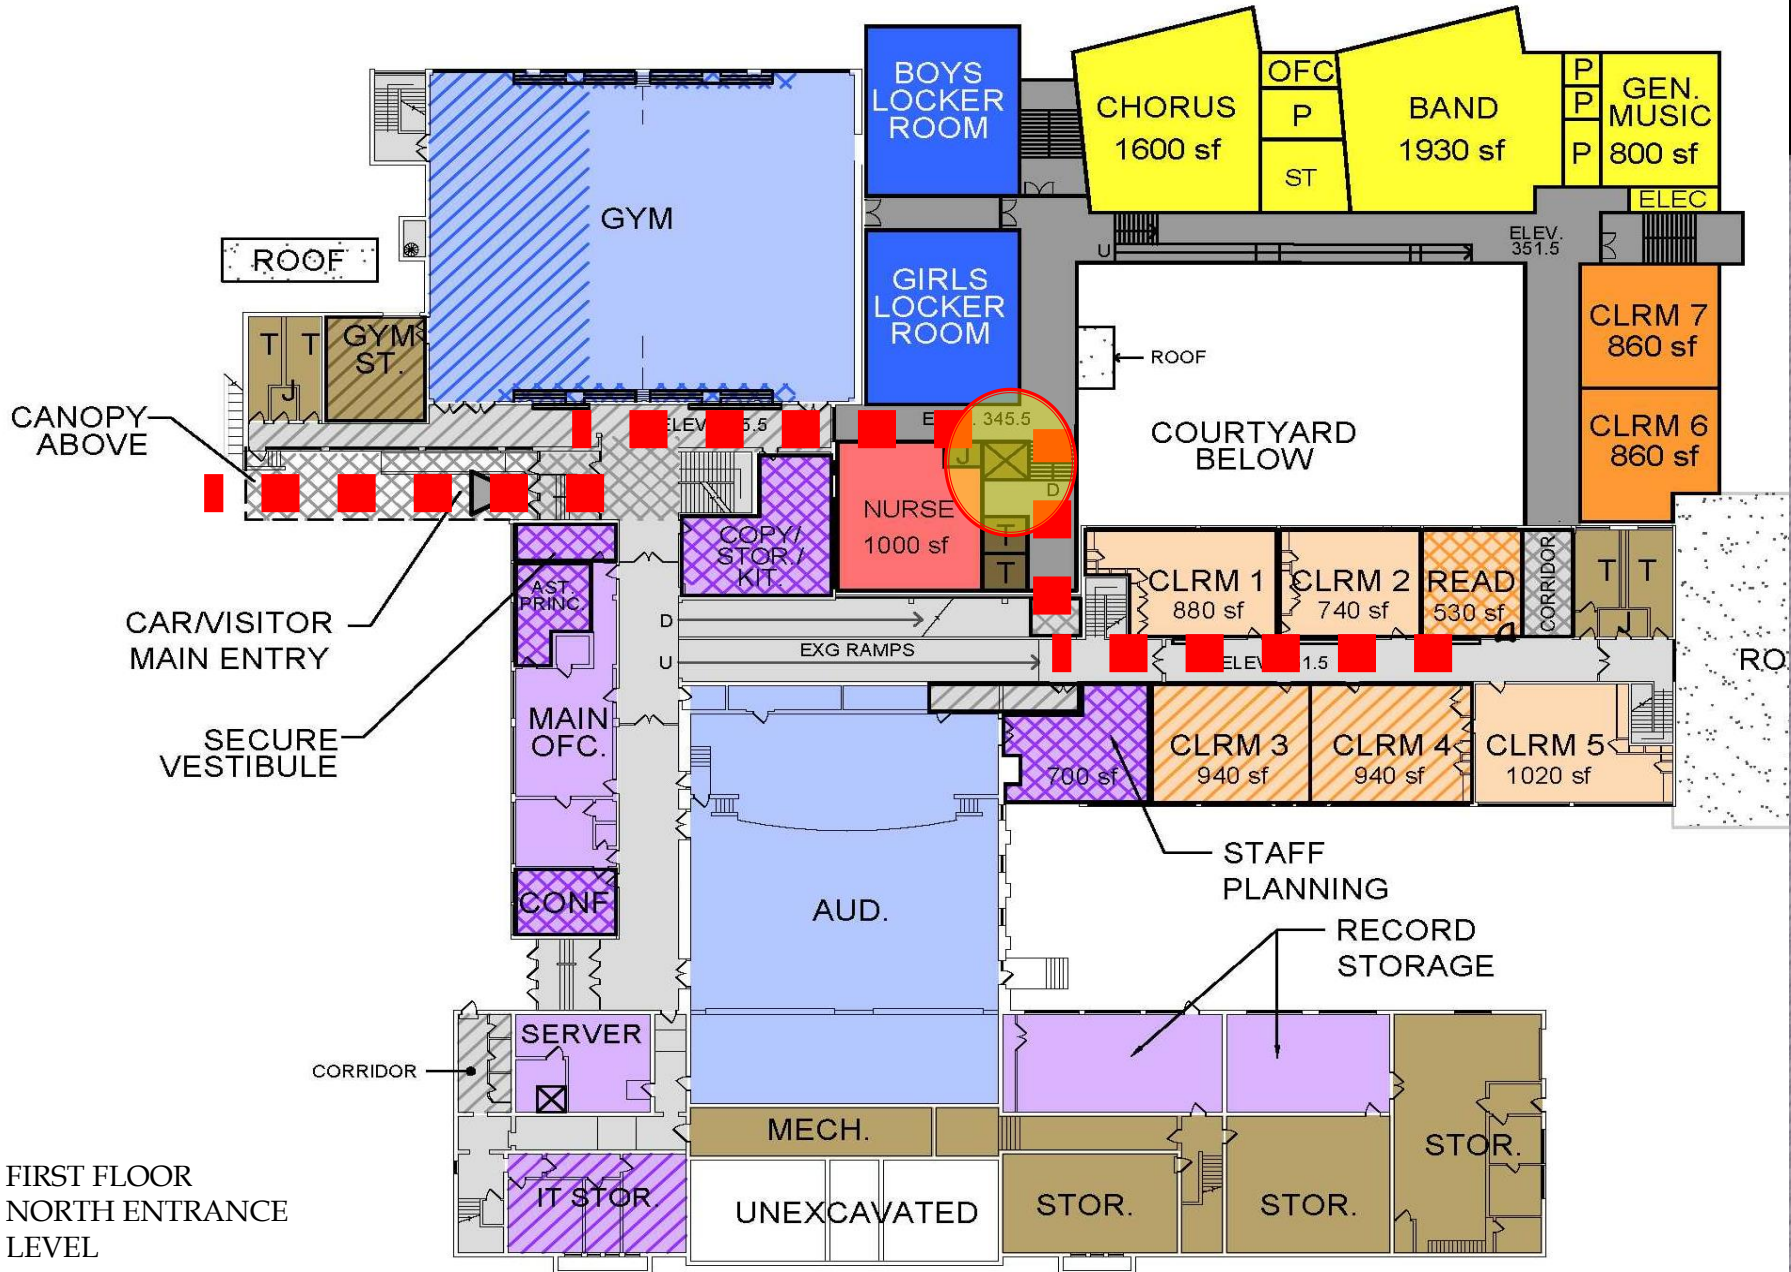 BOYS
LOCKER
ROOM
CHORUS
1600 sf
OFC
P
ST
BAND
1930 sf
P
P
P
GEN.
MUSIC
800 sf
ELEC
GYM
ROOF
GIRLS
LOCKER
ROOM
U
ELEV.
351.5
T T
J
GYM
ST.
ROOF
CLRM 7
860 sf
CLRM 6
860 sf
CANOPY
ABOVE
345.5
COURTYARD
BELOW
J
D
NURSE
1000 sf
T
T
COPY/
STOR./
KIT.
AST.
PRINC
CAR/VISITOR
MAIN ENTRY
CLRM 1
880 sf
CLRM 2
740 sf
READ
530 sf
CORRIDOR
T T
J
D
U
EXG RAMPS
RO
SECURE
VESTIBULE
MAIN
OFC.
700 sf
CLRM 3
940 sf
CLRM 4
940 sf
CLRM 5
1020 sf
STAFF
PLANNING
CONF
AUD.
RECORD
STORAGE
SERVER
CORRIDOR
MECH.
STOR.
IT STOR.
UNEXCAVATED
STOR.
STOR.
FIRST FLOOR
NORTH ENTRANCE
LEVEL